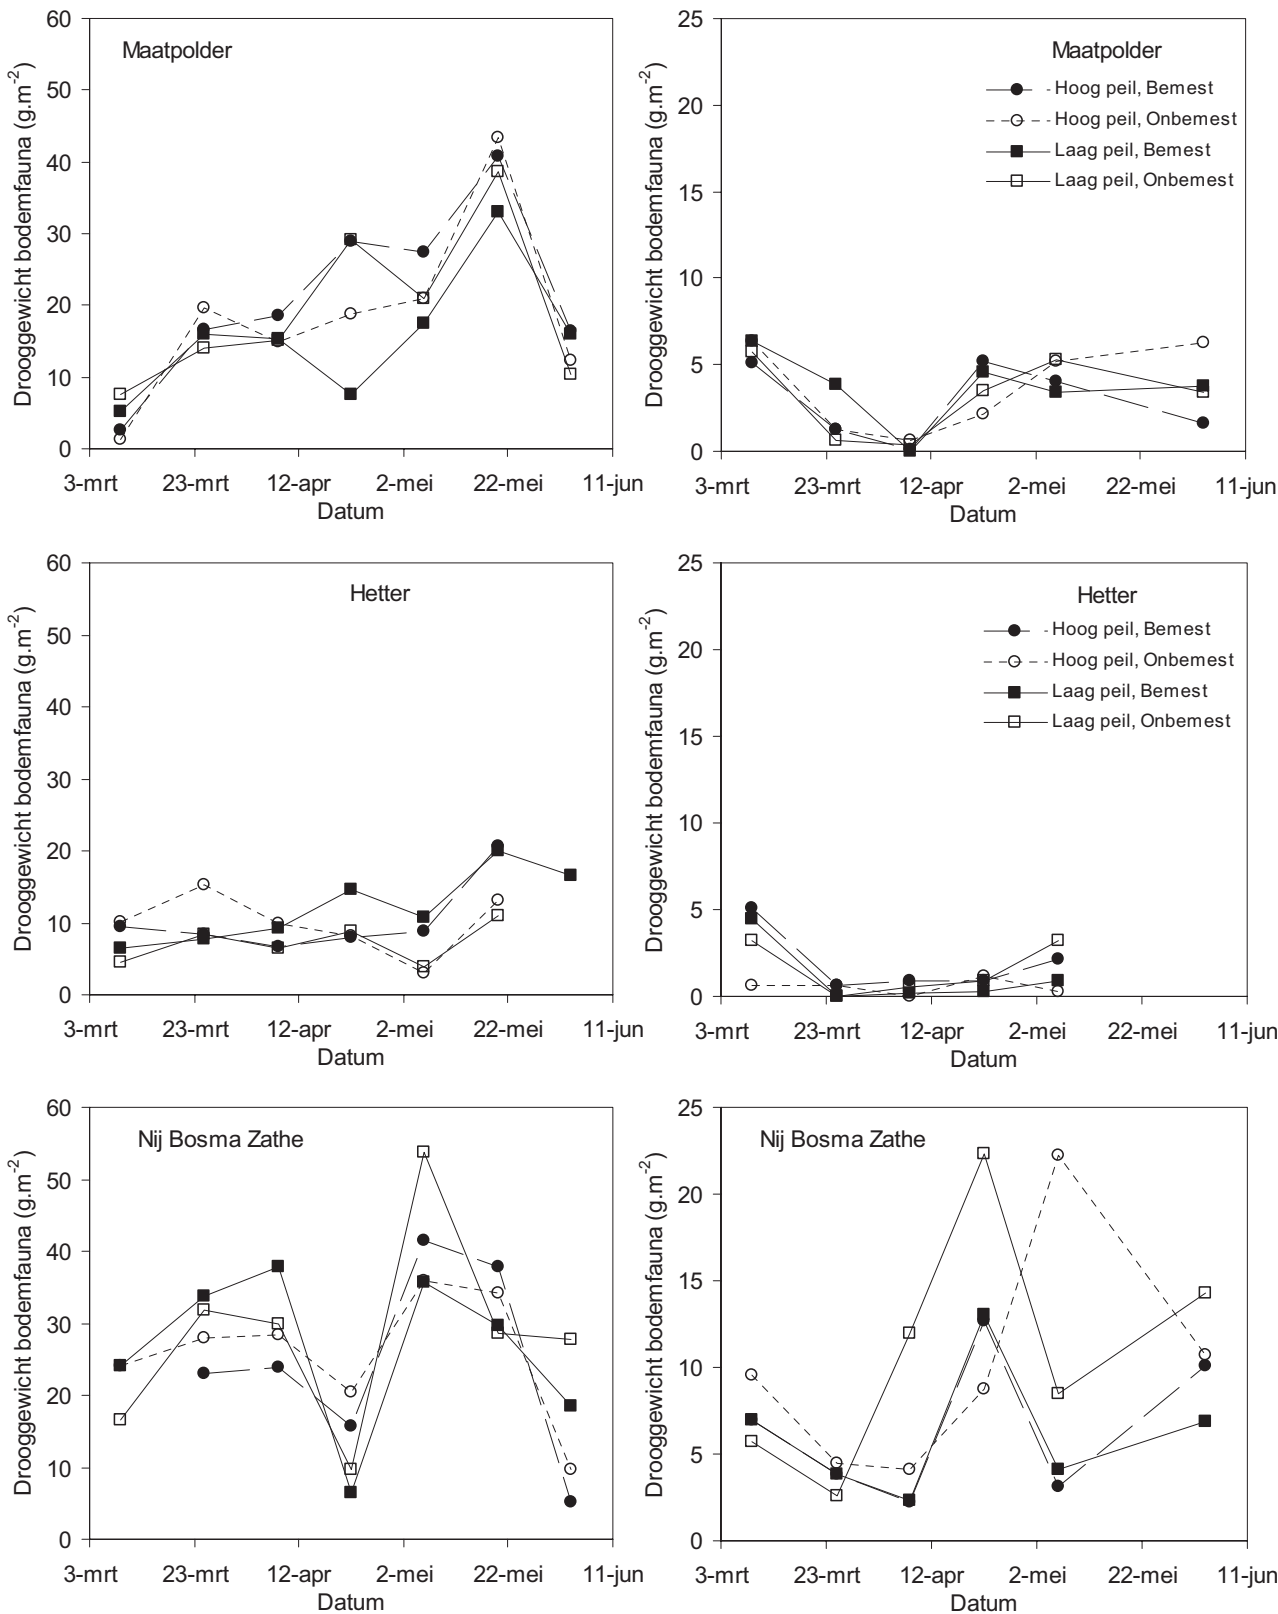 Maatpolder
Drooggewicht bodemfauna (g.m-2)
60
50
40
30
20
10
0
3-mrt 23-mrt 12-apr 2-mei 22-mei 11-jun
Datum
Maatpolder
Hoog peil, Bemest
Hoog peil, Onbemest
Laag peil, Bemest
Laag peil, Onbemest
Drooggewicht bodemfauna (g.m-2)
25
20
15
10
5
0
3-mrt 23-mrt 12-apr 2-mei 22-mei 11-jun
Datum
Hetter
Drooggewicht bodemfauna (g.m-2)
60
50
40
30
20
10
0
3-mrt 23-mrt 12-apr 2-mei 22-mei 11-jun
Datum
Hetter
Hoog peil, Bemest
Hoog peil, Onbemest
Laag peil, Bemest
Laag peil, Onbemest
Drooggewicht bodemfauna (g.m-2)
25
20
15
10
5
0
3-mrt 23-mrt 12-apr 2-mei 22-mei 11-jun
Datum
Nij Bosma Zathe
Drooggewicht bodemfauna (g.m-2)
60
50
40
30
20
10
0
3-mrt 23-mrt 12-apr 2-mei 22-mei 11-jun
Datum
Nij Bosma Zathe
Drooggewicht bodemfauna (g.m-2)
25
20
15
10
5
0
3-mrt 23-mrt 12-apr 2-mei 22-mei 11-jun
Datum